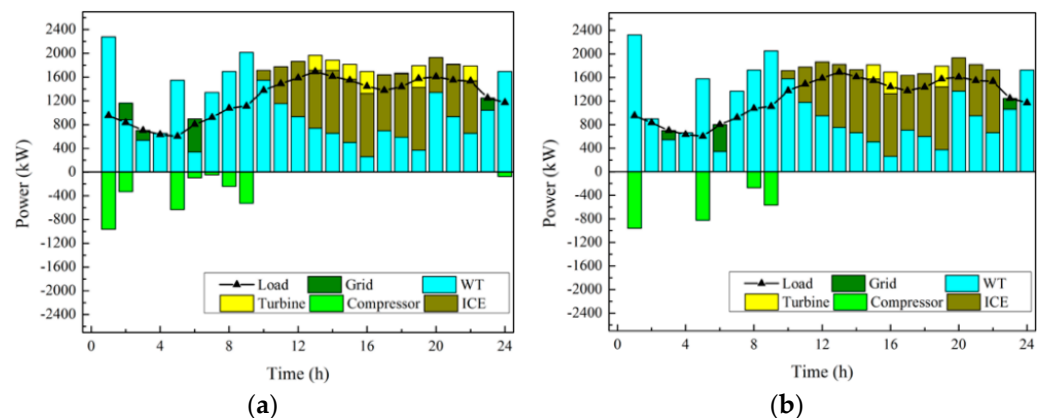 2400
2000
1600
1200
800
400
0
-400
-800
-1200
-1600
-2000
-2400
Power (kW)
Load Grid WT
Turbine Compressor ICE
0 4 8 12 16 20 24
Time (h)
(a)
2400
2000
1600
1200
800
400
0
-400
-800
-1200
-1600
-2000
-2400
Power (kW)
Load Grid WT
Turbine Compressor ICE
0 4 8 12 16 20 24
Time (h)
(b)